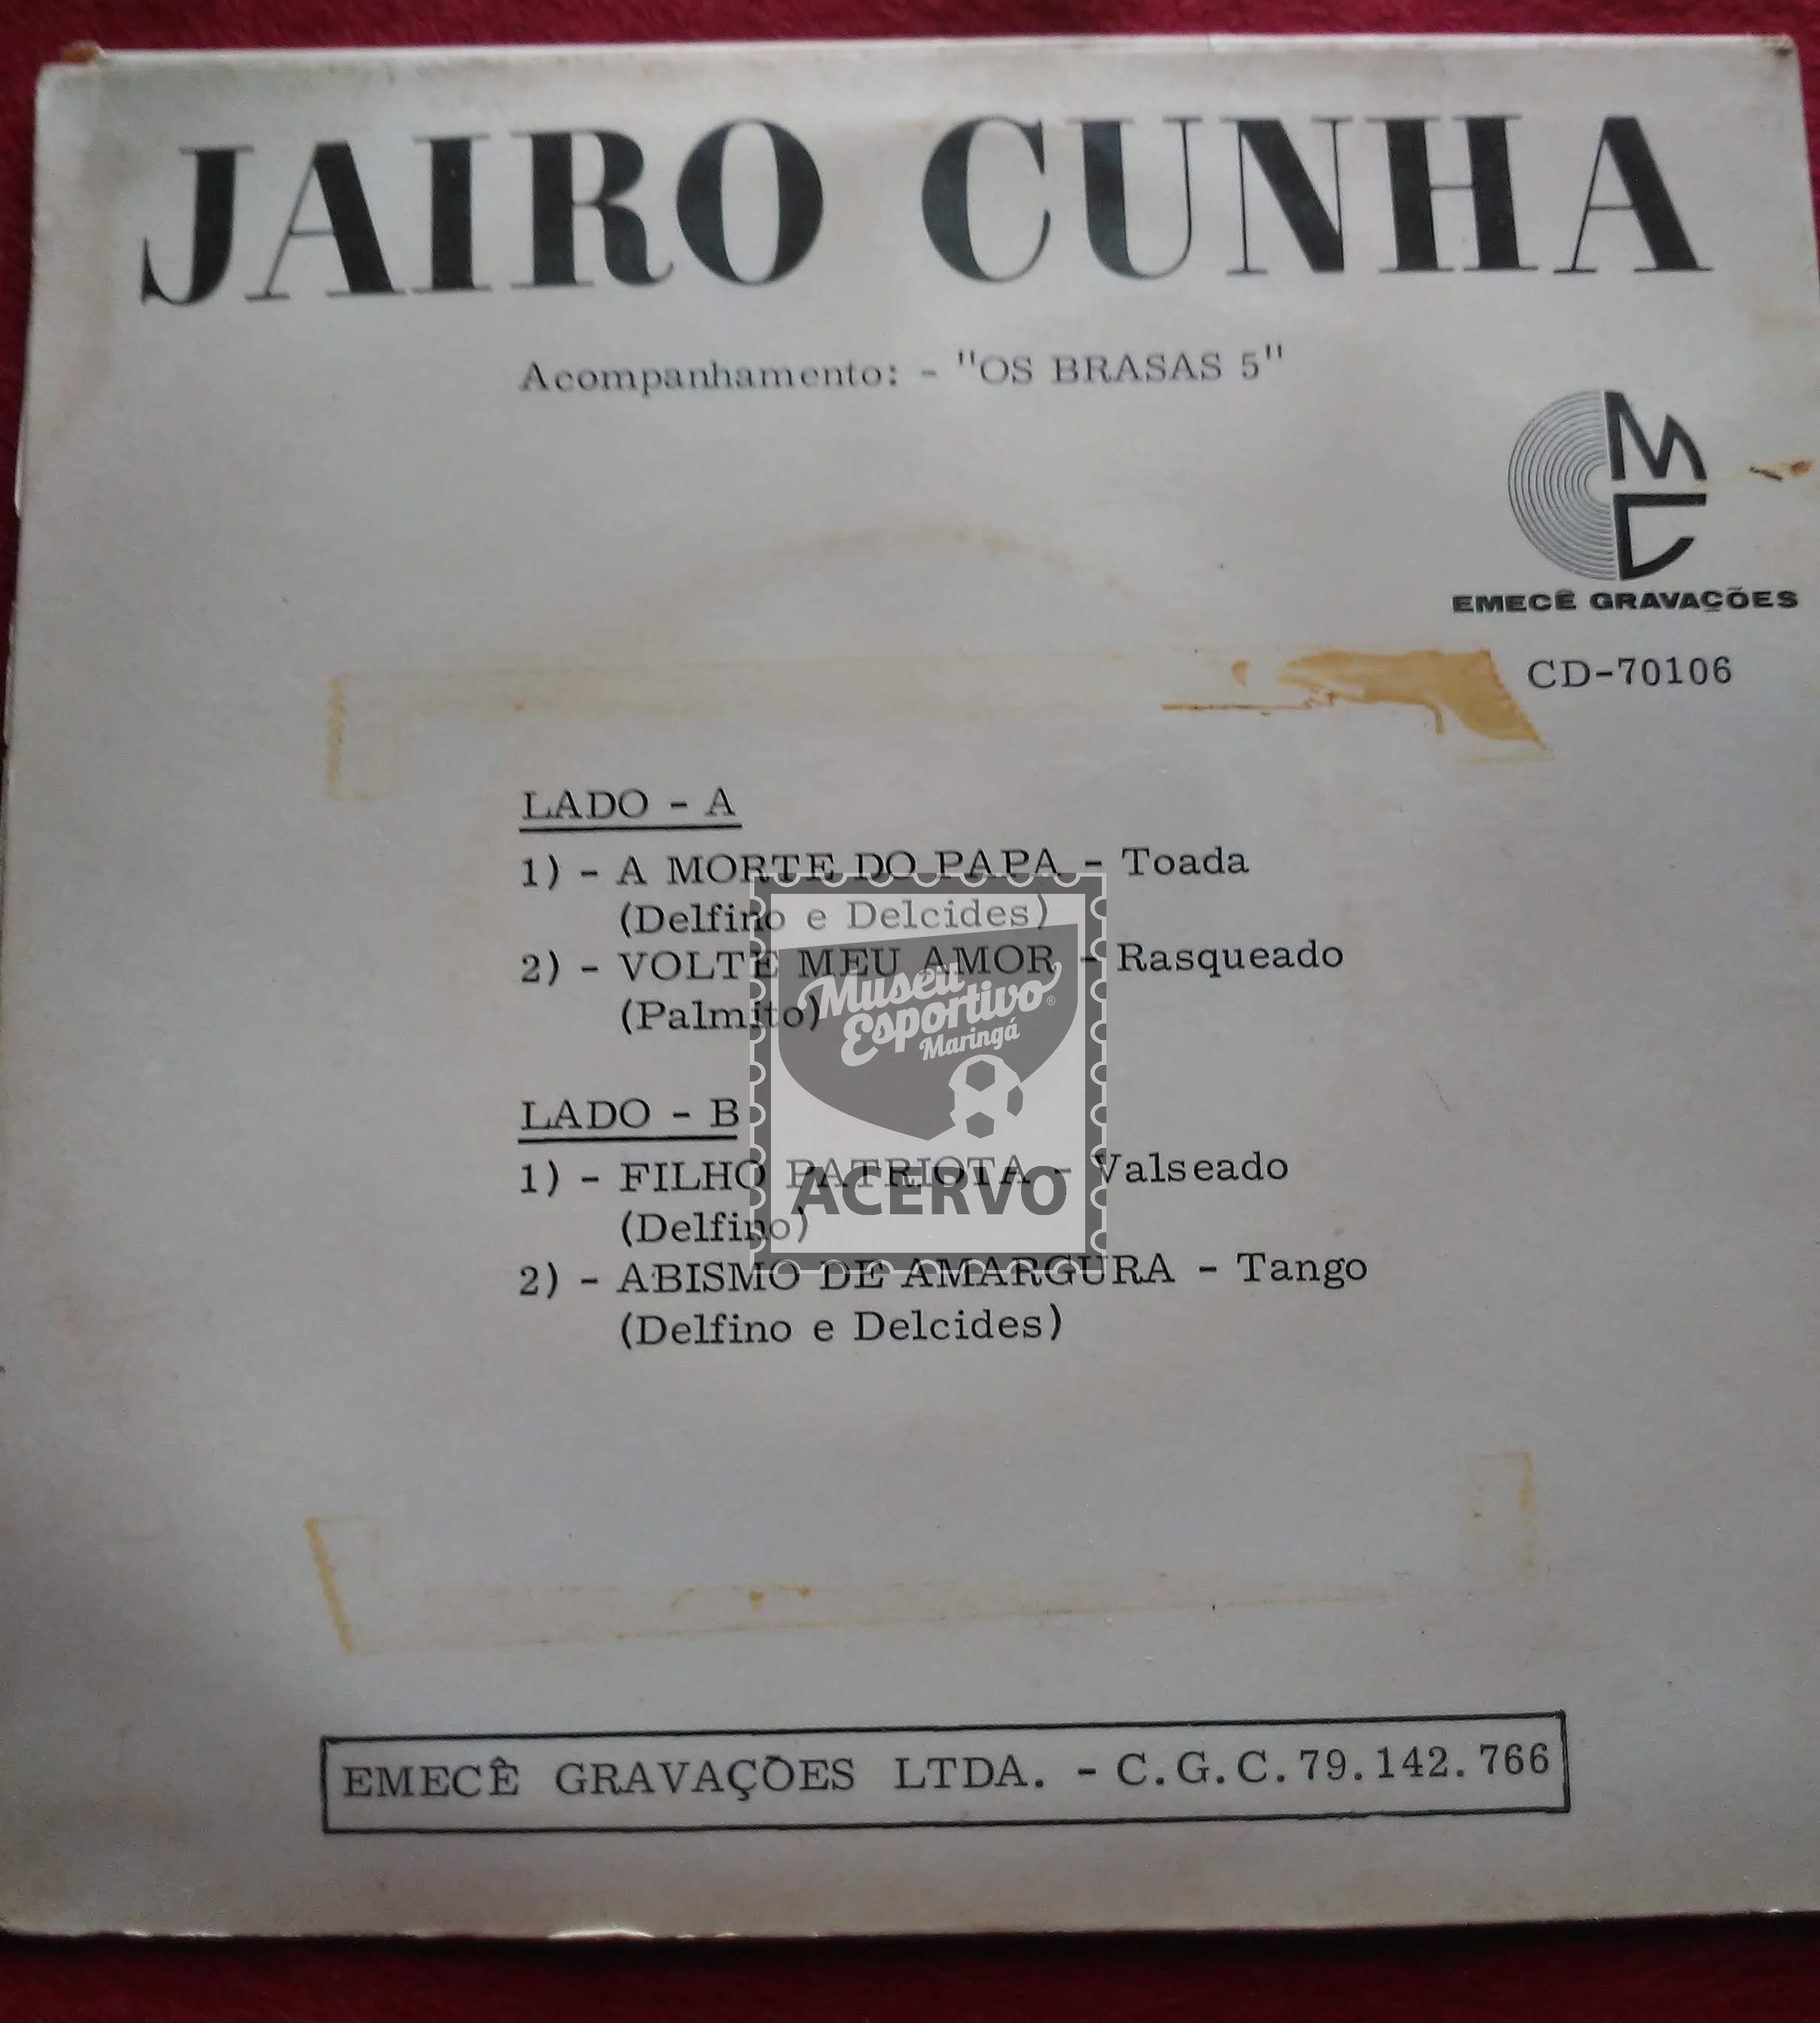 JAIRO CUNHA
Acompanhamento: - "OS BRASAS 5"
MC
EMECÊ GRAVAÇÕES
CD-70106
LADO - A
1) - A MORTE DO PAPA - Toada
(Delfino e Delcides)
2) - VOLTE MEU AMOR - Rasqueado
(Palmito)
Museu
Esportivo®
Maringá
LADO - B
1) - FILHO PATRIOTA - Valseado
ACERVO
(Delfino)
2) - ABISMO DE AMARGURA - Tango
(Delfino e Delcides)
EMECÊ GRAVAÇÕES LTDA. - C.G.C.79.142.766